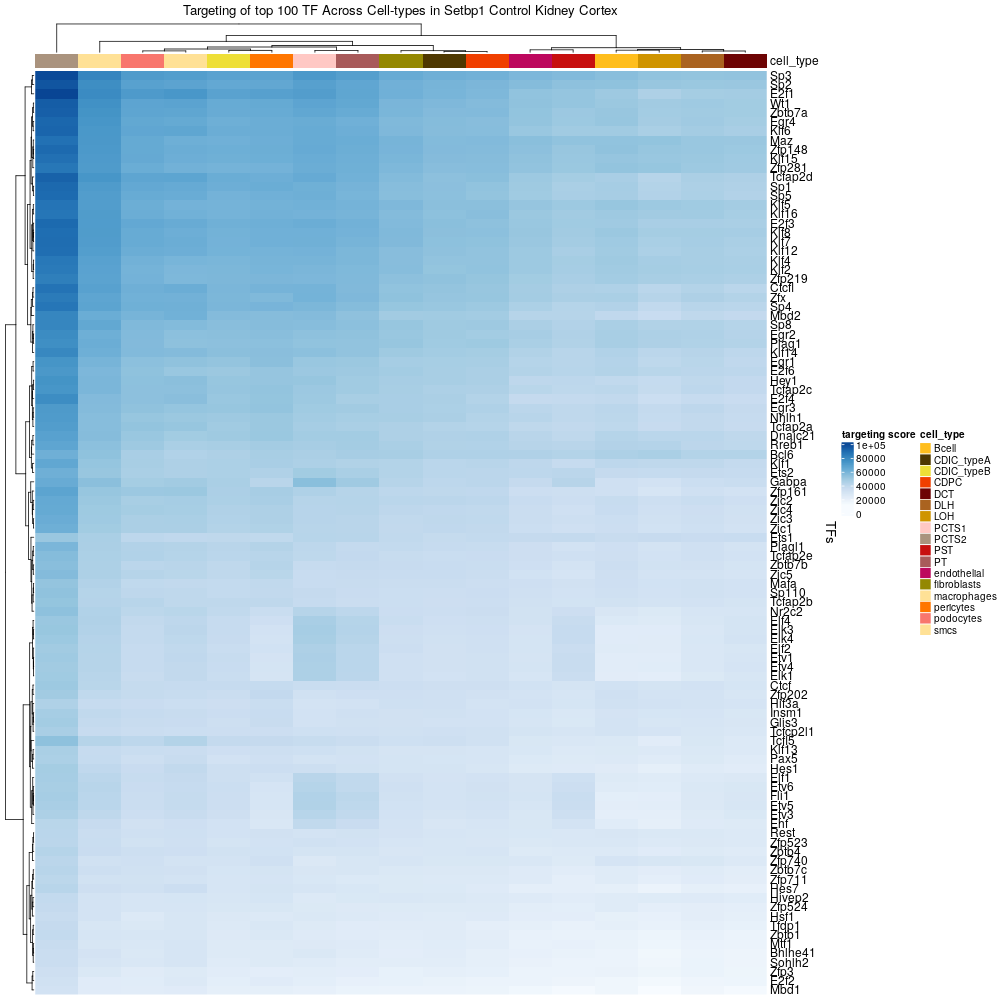 Targeting of top 100 TF Across Cell-types in Setbp1 Control Kidney Cortex
cell_type
Sp3
Sp2
E2f1
Wt1
Zbtb7a
Egr4
Klf6
Maz
Zfp148
Klf15
Zfp281
Tcfap2d
Sp1
Sp5
Klf5
Klf16
E2f3
Klf8
Klf7
Klf12
Klf4
Klf2
Zfp219
Ctcfl
Zfx
Sp4
Mbd2
Sp8
Egr2
Plag1
Klf14
Egr1
E2f6
Hey1
Tcfap2c
E2f4
Egr3
Nhlh1
Tcfap2a
Dnajc21
Rreb1
Bcl6
Klf1
Ets2
Gabpa
Zfp161
Zic2
Zic4
Zic3
Zic1
Ets1
Plagl1
Tcfap2e
Zbtb7b
Zic5
Mafa
Sp110
Tcfap2b
Nr2c2
Elf4
Elk3
Elk4
Elf2
Etv1
Etv4
Elk1
Ctcf
Zfp202
Hif3a
Insm1
Glis3
Tcfcp2l1
Tcfl5
Klf13
Pax5
Hes1
Elf1
Etv6
Fli1
Etv5
Etv3
Ehf
Rest
Zfp523
Zbtb4
Zfp740
Zbtb7c
Zfp711
Hes7
Hivep2
Zfp524
Hsf1
Tfdp1
Zbtb1
Mtf1
Bhlhe41
Sohlh2
Zfp3
E2f2
Mbd1
TFs
targeting score
1e+05
80000
60000
40000
20000
0
cell_type
Bcell
CDIC_typeA
CDIC_typeB
CDPC
DCT
DLH
LOH
PCTS1
PCTS2
PST
PT
endothelial
fibroblasts
macrophages
pericytes
podocytes
smcs